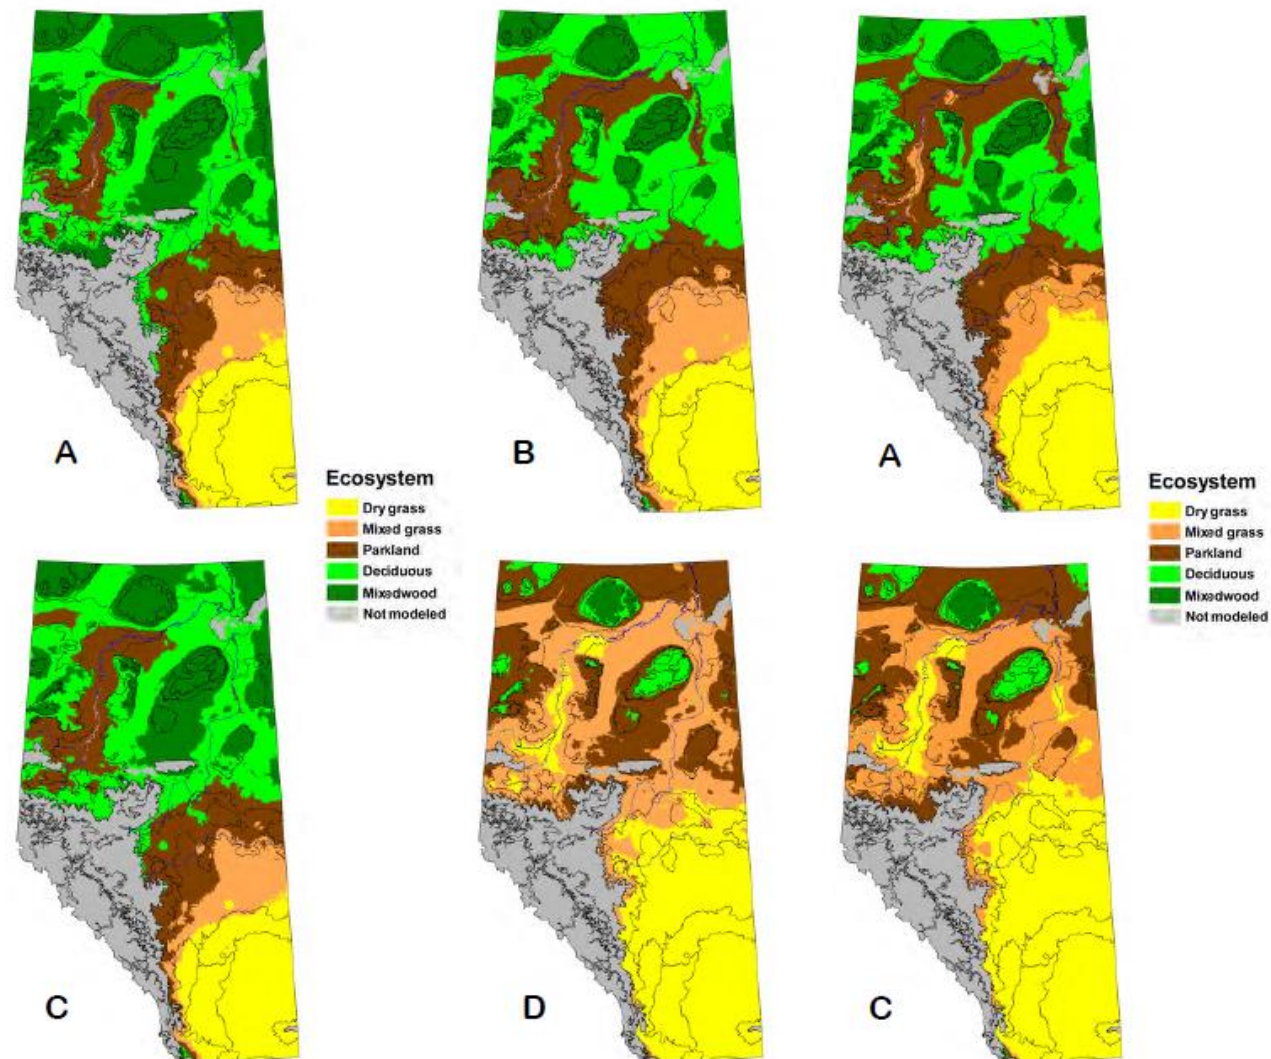 A
B
A
Ecosystem
Dry grass
Mixed grass
Parkland
Deciduous
Mixedwood
Not modeled
Ecosystem
Dry grass
Mixed grass
Parkland
Deciduous
Mixedwood
Not modeled
C
D
C